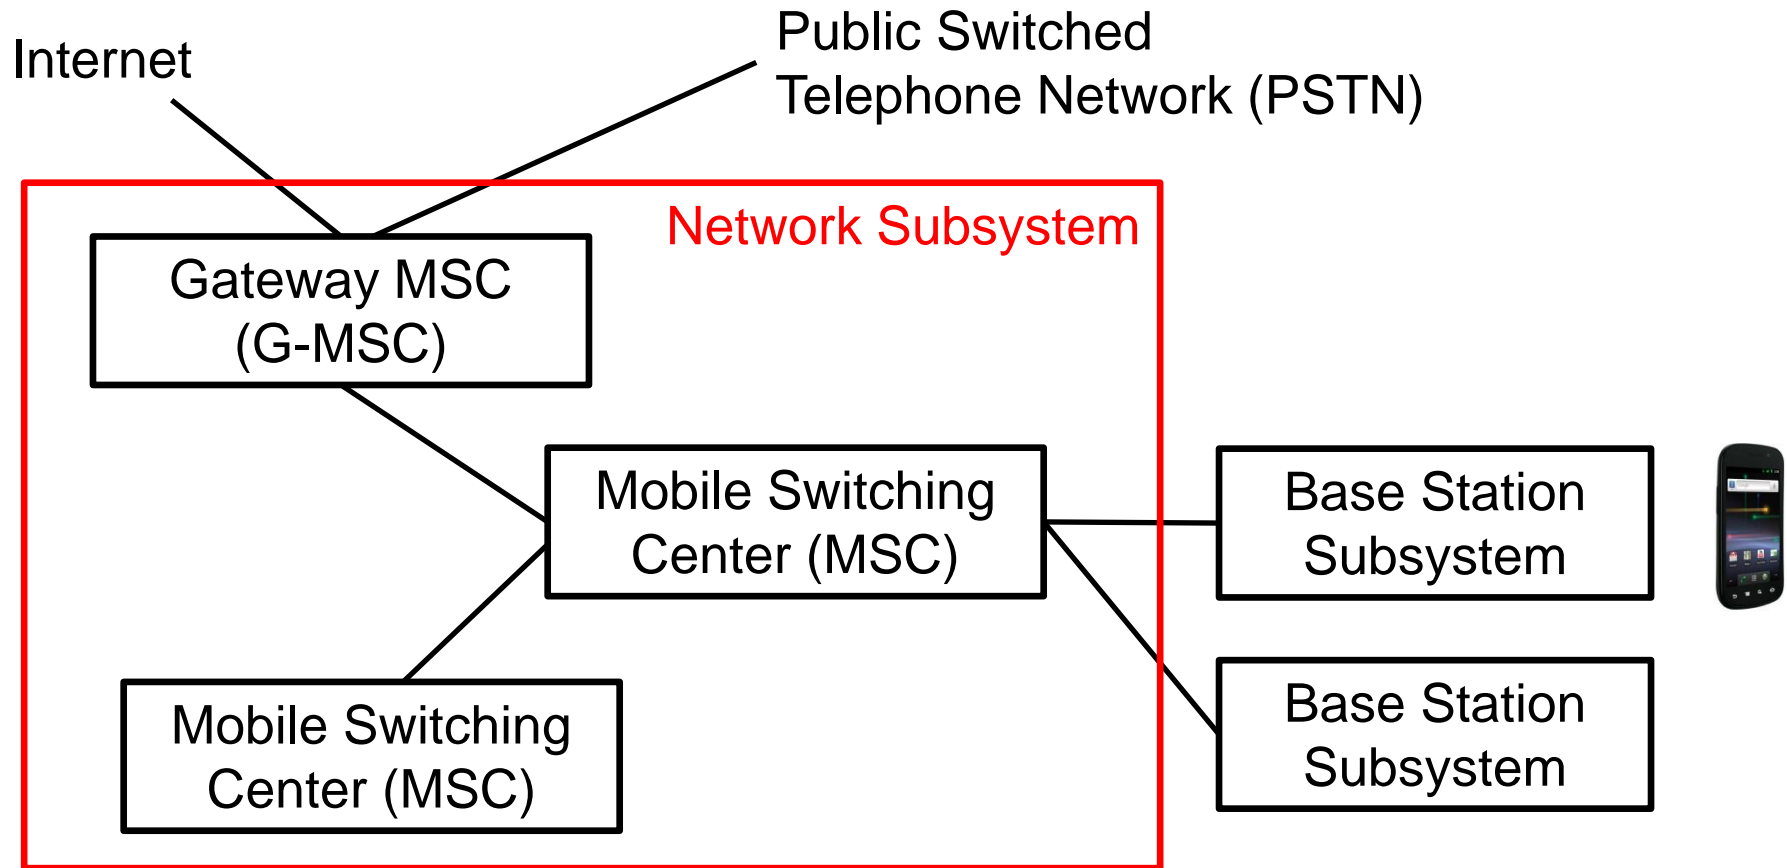 Internet
Public Switched
Telephone Network (PSTN)
Network Subsystem
Gateway MSC
(G-MSC)
Mobile Switching
Center (MSC)
Base Station
Subsystem
Mobile Switching
Center (MSC)
Base Station
Subsystem